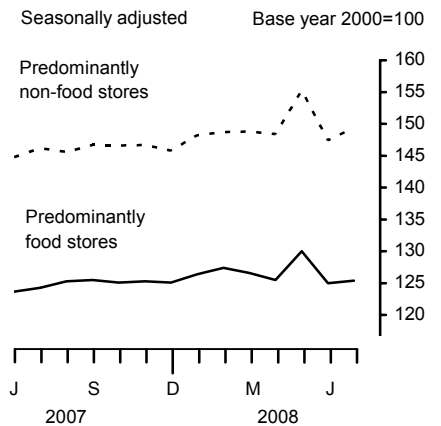 Seasonally adjusted Base year 2000=100
Predominantly
non-food stores
160
155
150
145
140
135
Predominantly
food stores
130
125
120
J S D M J
2007 2008